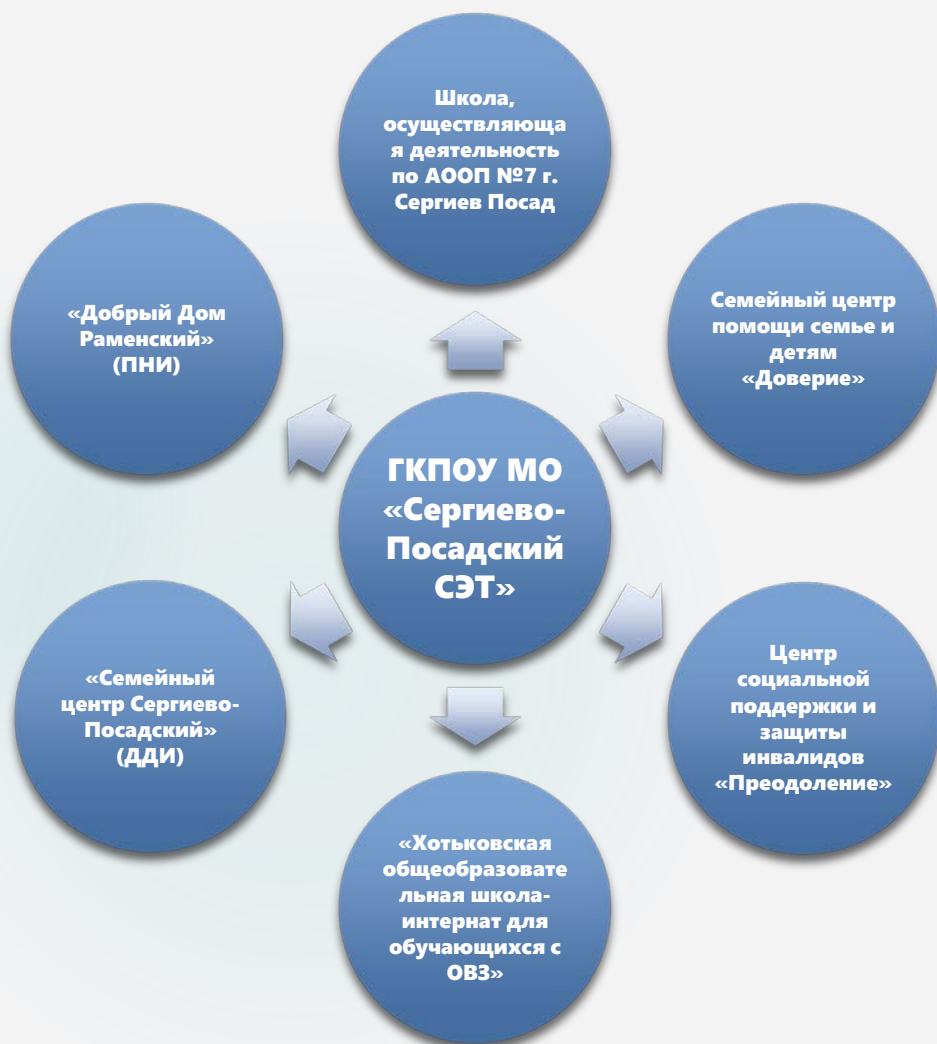 Школа,
осуществляюща
я деятельность
по АООП №7 г.
Сергиев Посад
«Добрый Дом
Раменский»
(ПНИ)
Семейный центр
помощи семье и
детям
«Доверие»
ГКПОУ МО
«Сергиево-
Посадский
СЭТ»
«Семейный
центр Сергиево-
Посадский»
(ДДИ)
Центр
социальной
поддержки и
защиты
инвалидов
«Преодоление»
«Хотьковская
общеобразовате
льная школа-
интернат для
обучающихся с
ОВЗ»